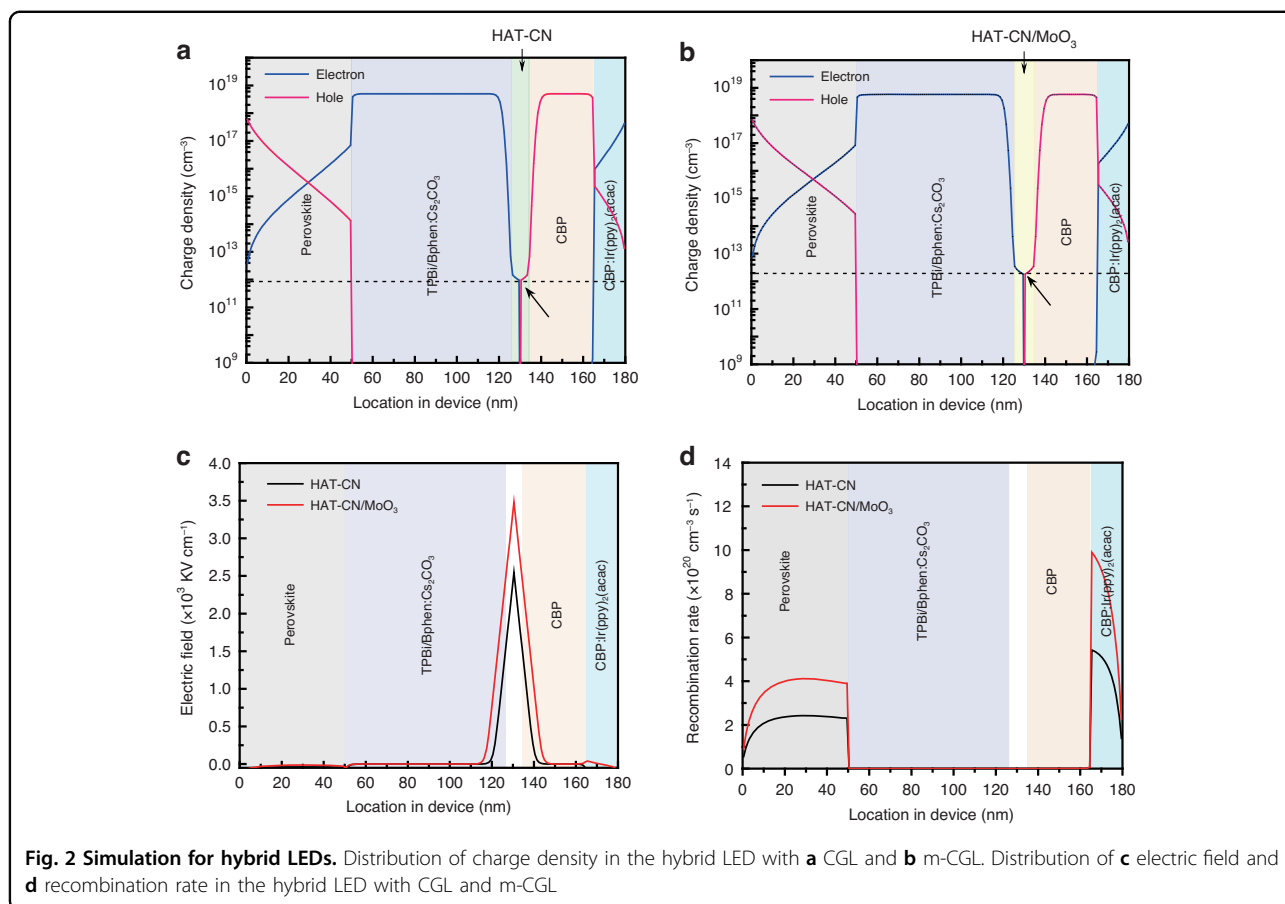 a
HAT-CN
Electron
Hole
Charge density (cm⁻³)
10¹⁹
10¹⁷
10¹⁵
10¹³
10¹¹
10⁹
Perovskite
TPBi/Bphen:Cs₂CO₃
CBP
CBP:Ir(ppy)₂(acac)
0 20 40 60 80 100 120 140 160 180
Location in device (nm)
b
HAT-CN/MoO₃
Electron
Hole
Charge density (cm⁻³)
10¹⁹
10¹⁷
10¹⁵
10¹³
10¹¹
10⁹
Perovskite
TPBi/Bphen:Cs₂CO₃
CBP
CBP:Ir(ppy)₂(acac)
0 20 40 60 80 100 120 140 160 180
Location in device (nm)
c
HAT-CN
HAT-CN/MoO₃
Electric field (×10³ KV cm⁻¹)
4.0
3.5
3.0
2.5
2.0
1.5
1.0
0.5
0.0
Perovskite
TPBi/Bphen:Cs₂CO₃
CBP
CBP:Ir(ppy)₂(acac)
0 20 40 60 80 100 120 140 160 180
Location in device (nm)
d
HAT-CN
HAT-CN/MoO₃
Recombination rate (×10²⁰ cm⁻³ s⁻¹)
14
12
10
8
6
4
2
0
Perovskite
TPBi/Bphen:Cs₂CO₃
CBP
CBP:Ir(ppy)₂(acac)
0 20 40 60 80 100 120 140 160 180
Location in device (nm)
Fig. 2 Simulation for hybrid LEDs. Distribution of charge density in the hybrid LED with a CGL and b m-CGL. Distribution of c electric field and
d recombination rate in the hybrid LED with CGL and m-CGL